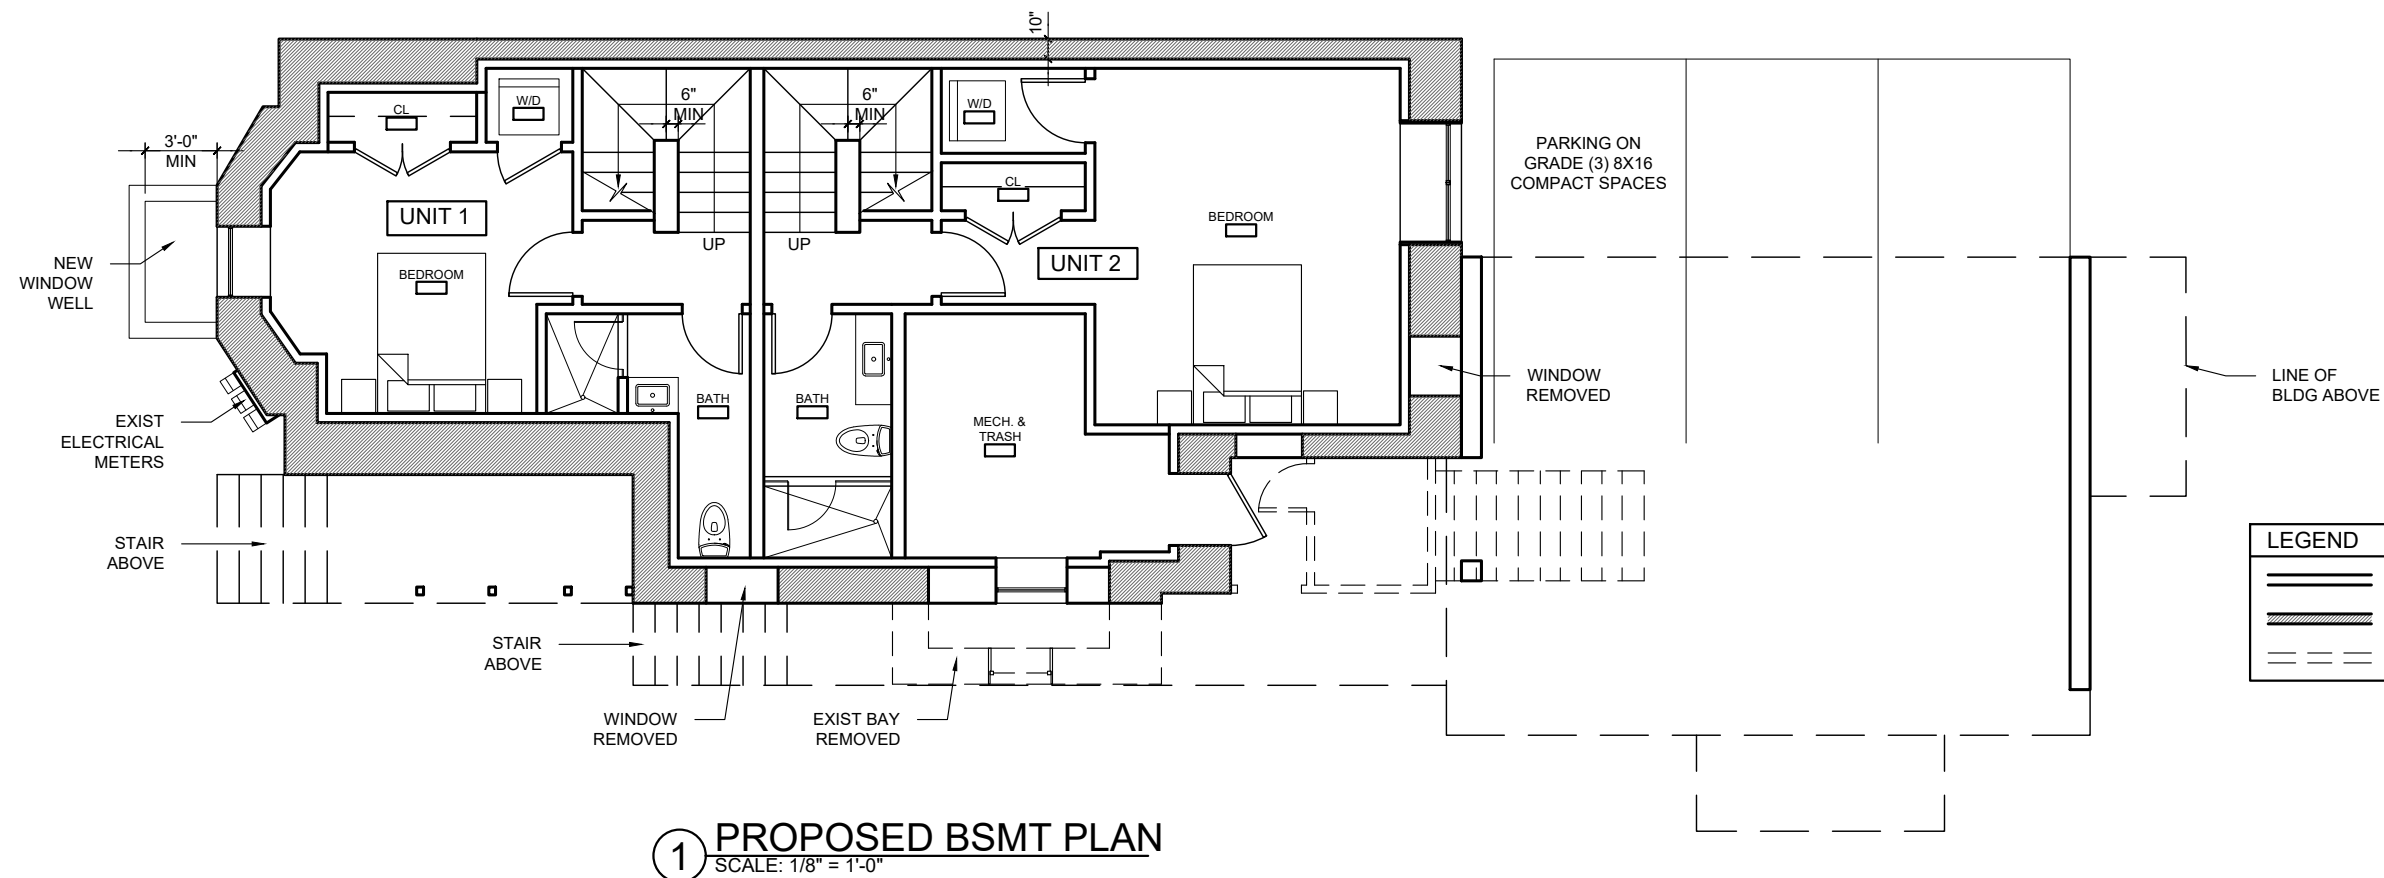 10"
6"
MIN
6"
MIN
W/D
CL
W/D
3'-0"
MIN
PARKING ON
GRADE (3) 8X16
COMPACT SPACES
CL
UNIT 1
BEDROOM
UP
UP
UNIT 2
NEW
WINDOW
WELL
BEDROOM
WINDOW
REMOVED
LINE OF
BLDG ABOVE
BATH
BATH
EXIST
ELECTRICAL
METERS
MECH. &
TRASH
STAIR
ABOVE
LEGEND
STAIR
ABOVE
WINDOW
REMOVED
EXIST BAY
REMOVED
1
PROPOSED BSMT PLAN
SCALE: 1/8" = 1'-0"